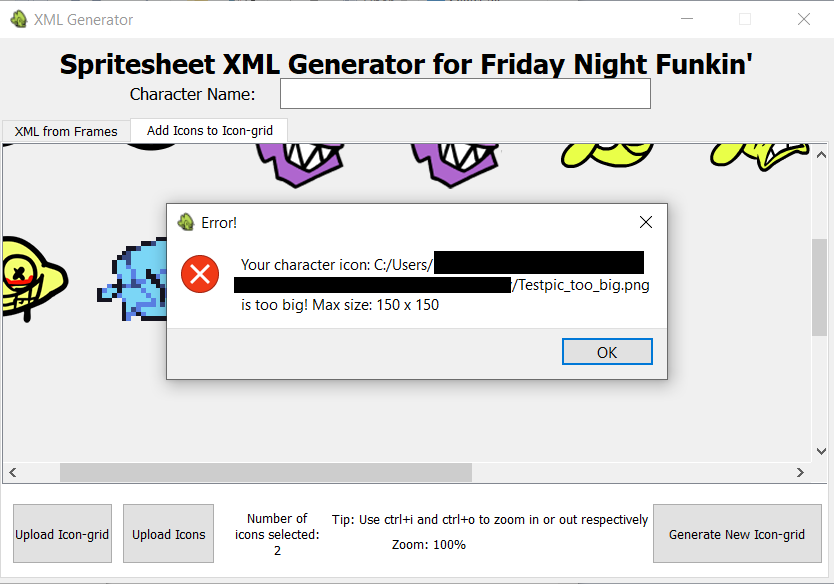 XML Generator
Spritesheet XML Generator for Friday Night Funkin'
Character Name:
XML from Frames
Add Icons to Icon-grid
Error!
Your character icon: C:/Users/
/Testpic_too_big.png
is too big! Max size: 150 x 150
OK
Upload Icon-grid
Upload Icons
Number of
icons selected:
2
Tip: Use ctrl+i and ctrl+o to zoom in or out respectively
Zoom: 100%
Generate New Icon-grid